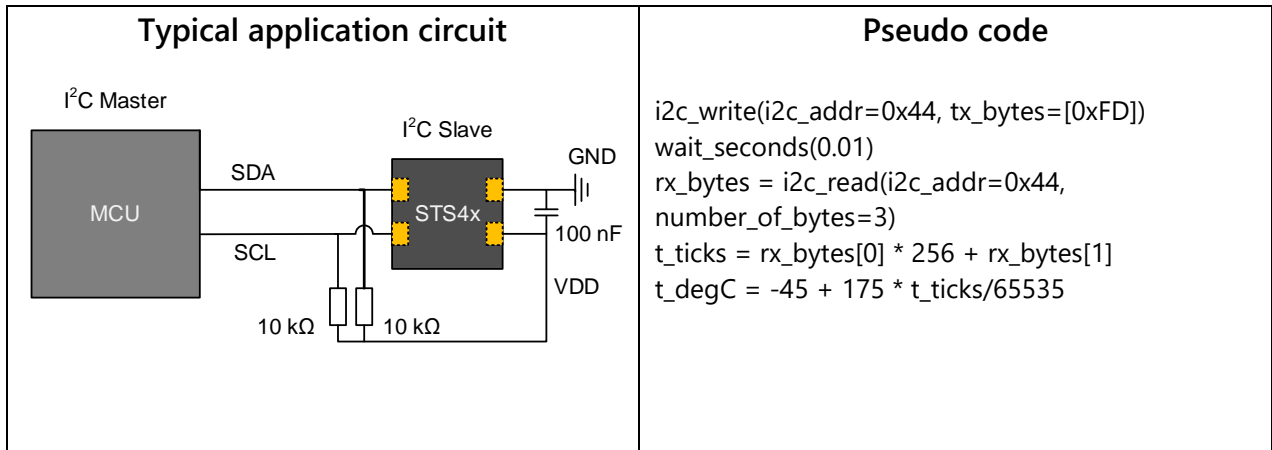 Typical application circuit
I²C Master
I²C Slave
GND
SDA
MCU
STS4x
SCL
100 nF
VDD
10 kΩ
10 kΩ
Pseudo code
i2c_write(i2c_addr=0x44, tx_bytes=[0xFD])
wait_seconds(0.01)
rx_bytes = i2c_read(i2c_addr=0x44,
number_of_bytes=3)
t_ticks = rx_bytes[0] * 256 + rx_bytes[1]
t_degC = -45 + 175 * t_ticks/65535